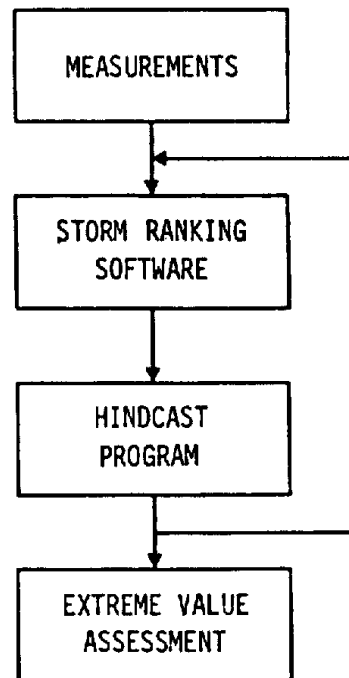 MEASUREMENTS
STORM RANKING
SOFTWARE
HINDCAST
PROGRAM
EXTREME VALUE
ASSESSMENT